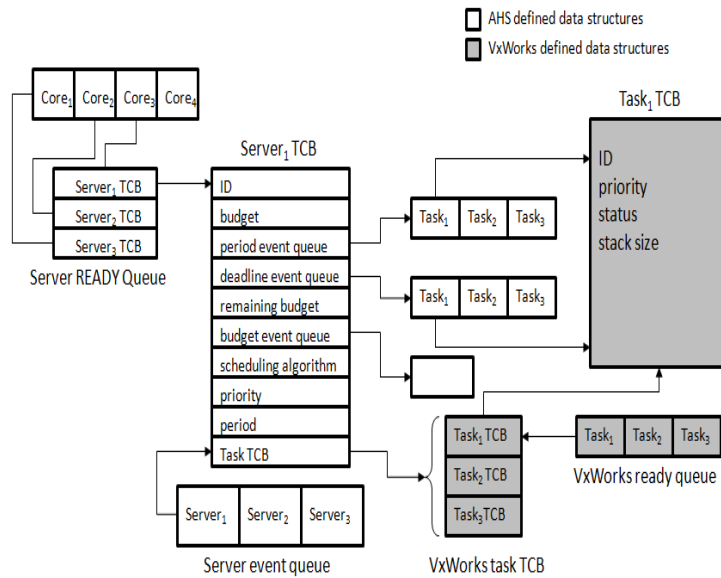 AHS defined data structures
VxWorks defined data structures
Core₁ Core₂ Core₃ Core₄
Server₁ TCB
Server₂ TCB
Server₃ TCB
Server READY Queue
Server₁ TCB
ID
budget
period event queue
deadline event queue
remaining budget
budget event queue
scheduling algorithm
priority
period
Task TCB
Server₁ Server₂ Server₃
Server event queue
Task₁ Task₂ Task₃
Task₁ Task₂ Task₃
Task₁ TCB
ID
priority
status
stack size
Task₁ TCB
Task₂ TCB
Task₃TCB
VxWorks task TCB
Task₁ Task₂ Task₃
VxWorks ready queue